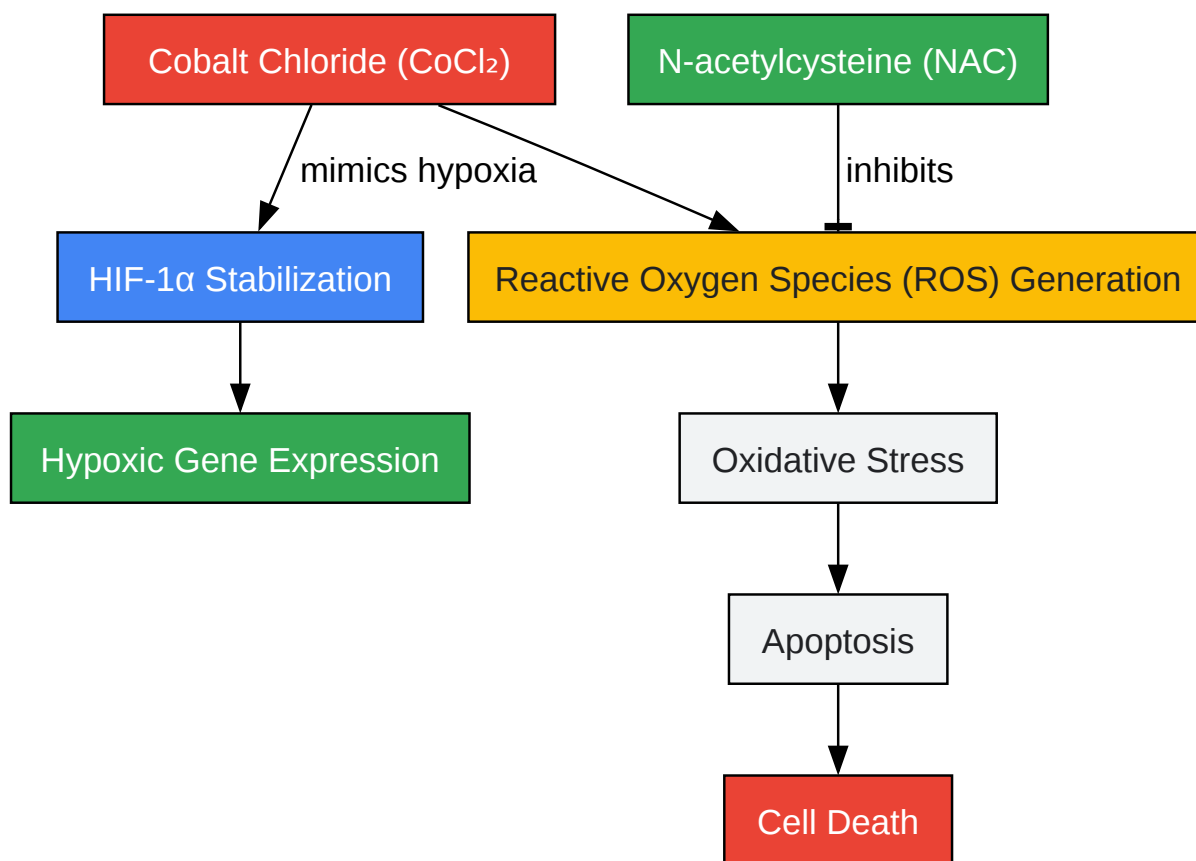 Cobalt Chloride (CoCl₂)
N-acetylcysteine (NAC)
mimics hypoxia
inhibits
HIF-1α Stabilization
Reactive Oxygen Species (ROS) Generation
Hypoxic Gene Expression
Oxidative Stress
Apoptosis
Cell Death